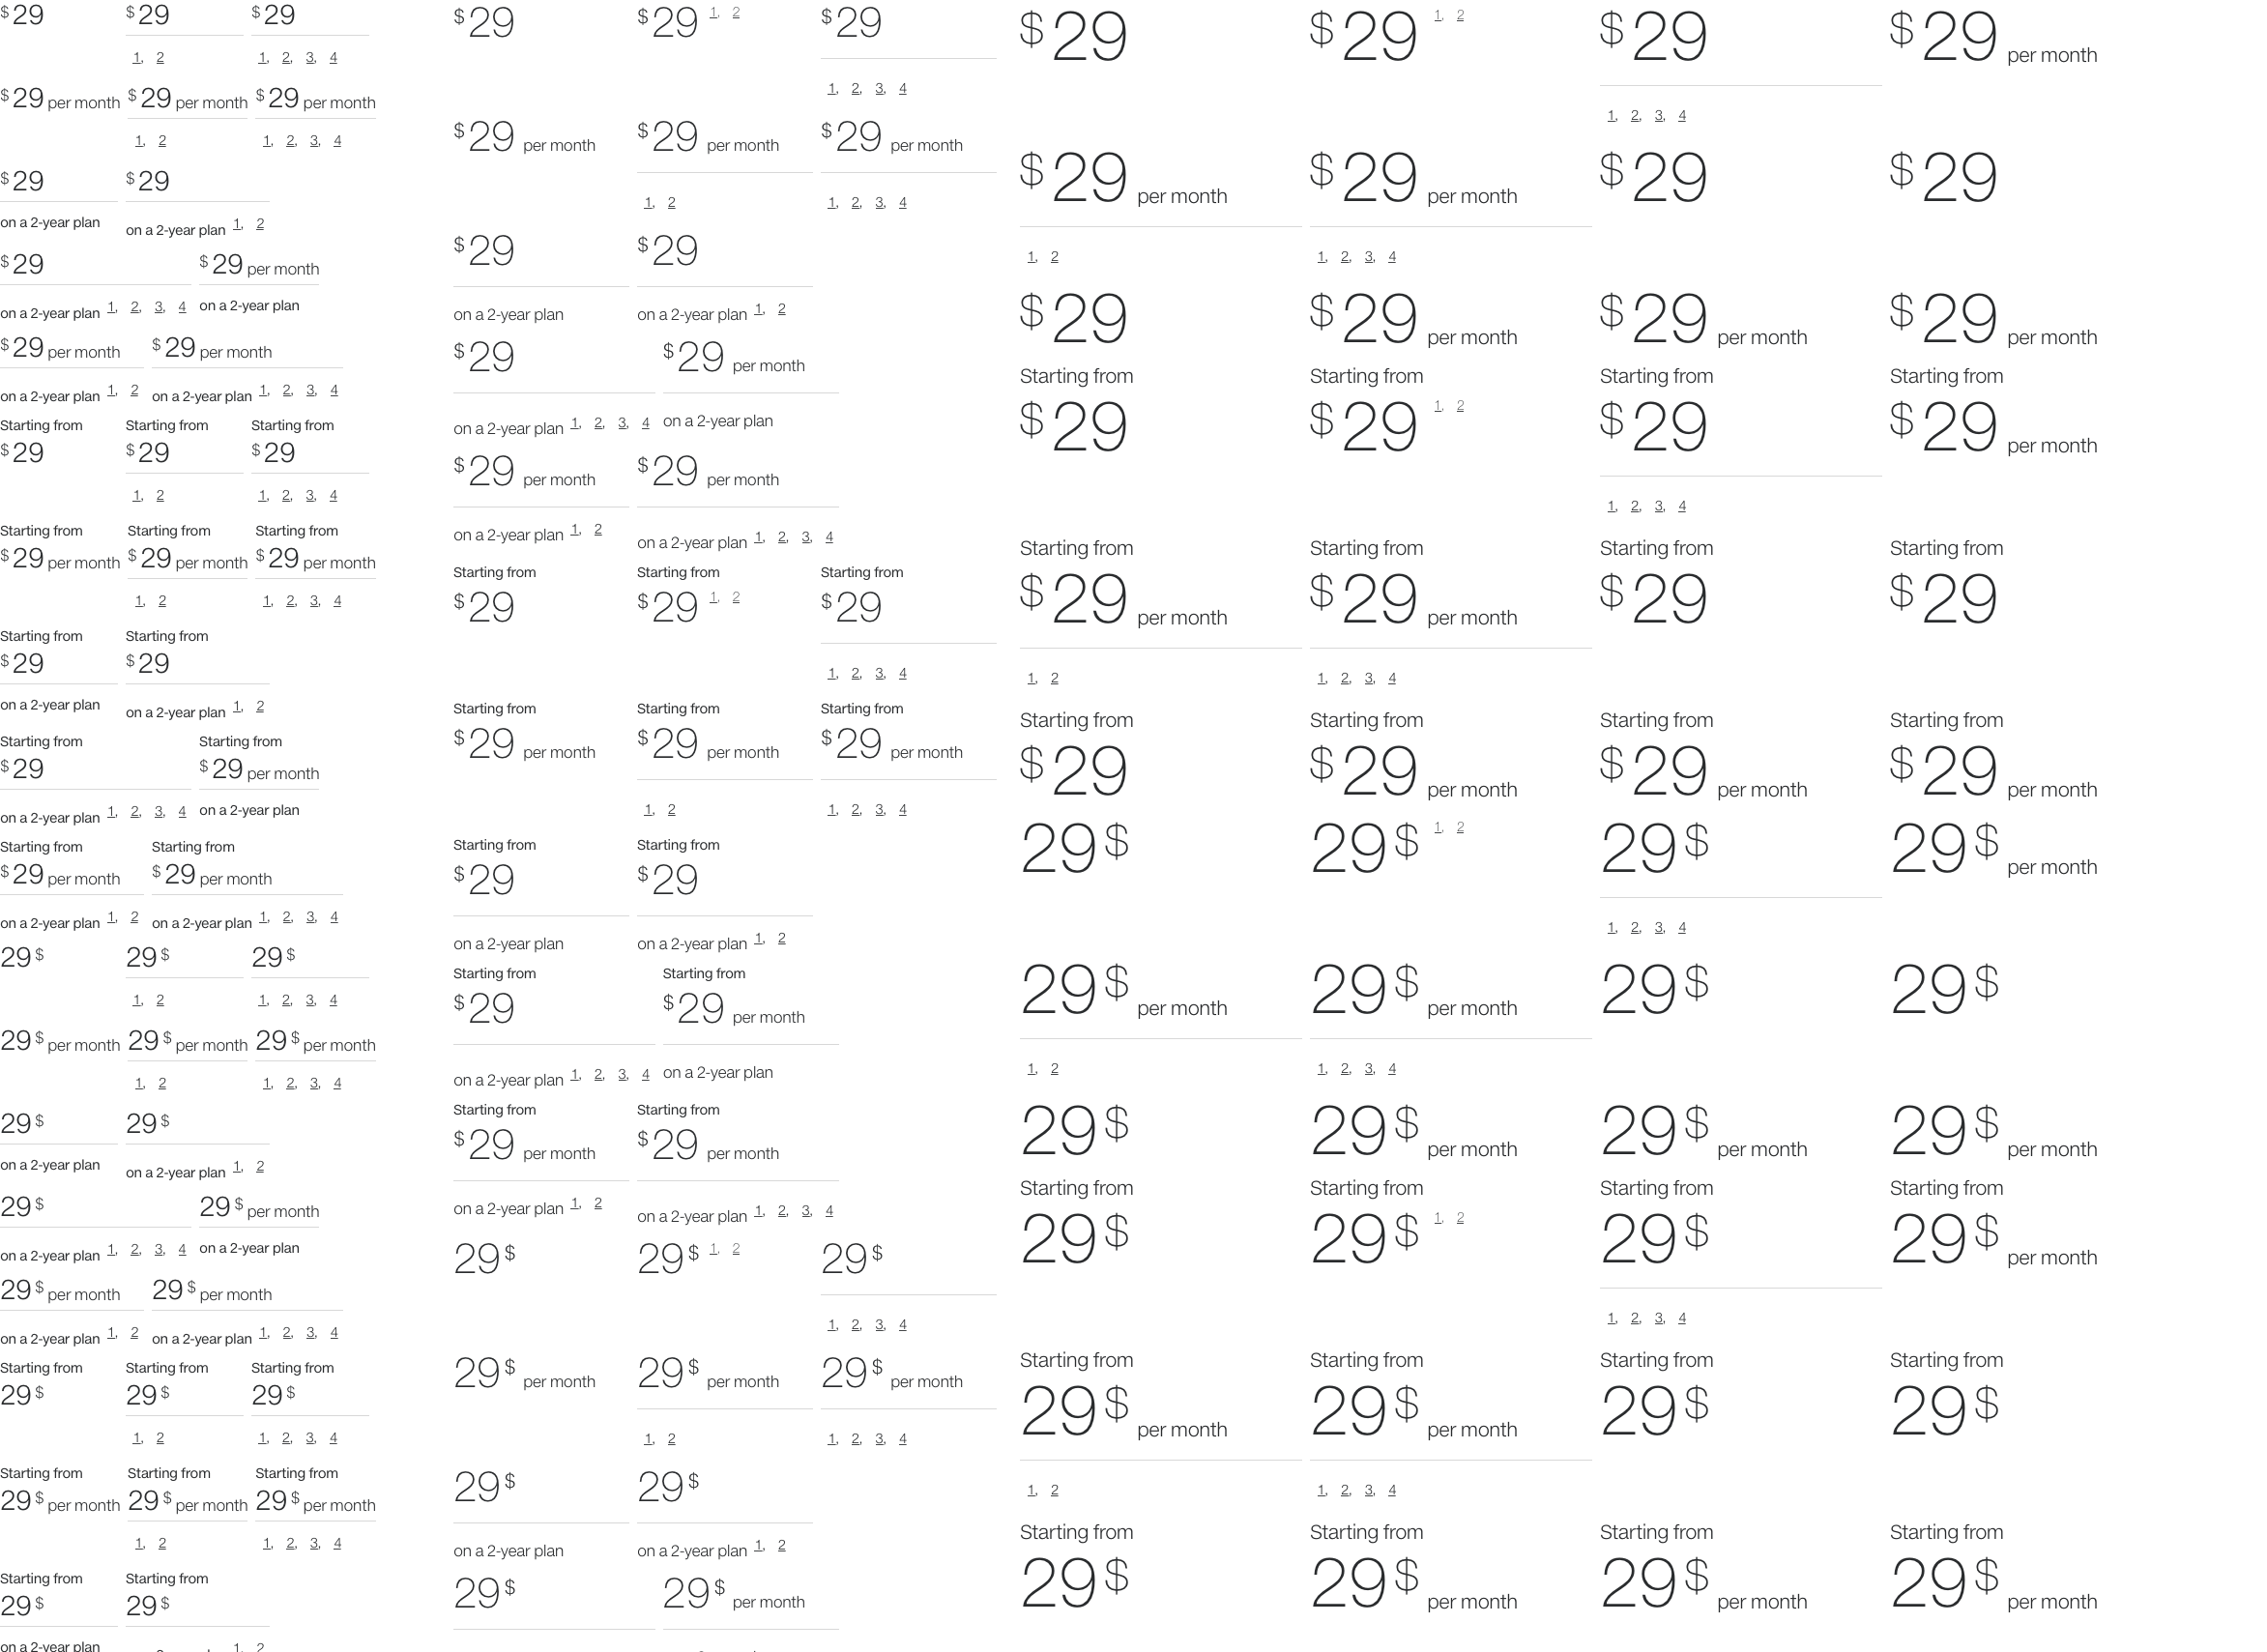 $29 $29 $29
1, 2 1, 2, 3, 4
$29 per month $29 per month $29 per month
1, 2 1, 2, 3, 4
$29 $29
on a 2-year plan on a 2-year plan 1, 2
$29 $29 per month
on a 2-year plan 1, 2, 3, 4 on a 2-year plan
$29 per month $29 per month
on a 2-year plan 1, 2 on a 2-year plan 1, 2, 3, 4
Starting from Starting from Starting from
$29 $29 $29
1, 2 1, 2, 3, 4
Starting from Starting from Starting from
$29 per month $29 per month $29 per month
1, 2 1, 2, 3, 4
Starting from Starting from
$29 $29
on a 2-year plan on a 2-year plan 1, 2
Starting from Starting from
$29 $29 per month
on a 2-year plan 1, 2, 3, 4 on a 2-year plan
Starting from Starting from
$29 per month $29 per month
on a 2-year plan 1, 2 on a 2-year plan 1, 2, 3, 4
29$ 29$ 29$
1, 2 1, 2, 3, 4
29$ per month 29$ per month 29$ per month
1, 2 1, 2, 3, 4
29$ 29$
on a 2-year plan on a 2-year plan 1, 2
29$ 29$ per month
on a 2-year plan 1, 2, 3, 4 on a 2-year plan
29$ per month 29$ per month
on a 2-year plan 1, 2 on a 2-year plan 1, 2, 3, 4
Starting from Starting from Starting from
29$ 29$ 29$
1, 2 1, 2, 3, 4
Starting from Starting from Starting from
29$ per month 29$ per month 29$ per month
1, 2 1, 2, 3, 4
Starting from Starting from
29$ 29$
on a 2-year plan 1, 2
$29 $29 1, 2 $29
1, 2, 3, 4
$29 per month $29 per month $29 per month
1, 2 1, 2, 3, 4
$29 $29
on a 2-year plan on a 2-year plan 1, 2
$29 $29 per month
on a 2-year plan 1, 2, 3, 4 on a 2-year plan
$29 per month $29 per month
on a 2-year plan 1, 2 on a 2-year plan 1, 2, 3, 4
Starting from Starting from Starting from
$29 $29 1, 2 $29
1, 2, 3, 4
Starting from Starting from Starting from
$29 per month $29 per month $29 per month
1, 2 1, 2, 3, 4
Starting from Starting from
$29 $29
on a 2-year plan on a 2-year plan 1, 2
Starting from Starting from
$29 $29 per month
on a 2-year plan 1, 2, 3, 4 on a 2-year plan
Starting from Starting from
$29 per month $29 per month
on a 2-year plan 1, 2 on a 2-year plan 1, 2, 3, 4
29$ 29$ 1, 2 29$
1, 2, 3, 4
29$ per month 29$ per month 29$ per month
1, 2 1, 2, 3, 4
29$ 29$
on a 2-year plan on a 2-year plan 1, 2
29$ 29$ per month
$29 $29 1, 2 $29 $29 per month
1, 2, 3, 4
$29 per month $29 per month $29 $29
1, 2 1, 2, 3, 4
$29 $29 per month $29 per month $29 per month
Starting from Starting from Starting from Starting from
$29 $29 1, 2 $29 $29 per month
1, 2, 3, 4
Starting from Starting from Starting from Starting from
$29 per month $29 per month $29 $29
1, 2 1, 2, 3, 4
Starting from Starting from Starting from Starting from
$29 $29 per month $29 per month $29 per month
29$ 29$ 1, 2 29$ 29$ per month
1, 2, 3, 4
29$ per month 29$ per month 29$ 29$
1, 2 1, 2, 3, 4
29$ 29$ per month 29$ per month 29$ per month
Starting from Starting from Starting from Starting from
29$ 29$ 1, 2 29$ 29$ per month
1, 2, 3, 4
Starting from Starting from Starting from Starting from
29$ per month 29$ per month 29$ 29$
1, 2 1, 2, 3, 4
Starting from Starting from Starting from Starting from
29$ 29$ per month 29$ per month 29$ per month